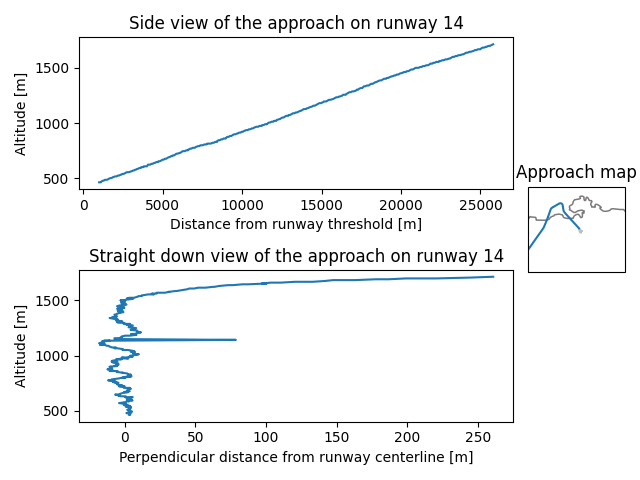 Side view of the approach on runway 14
1500
1000
500
Altitude [m]
0 5000 10000 15000 20000 25000
Distance from runway threshold [m]
Approach map
Straight down view of the approach on runway 14
1500
1000
500
Altitude [m]
0 50 100 150 200 250
Perpendicular distance from runway centerline [m]